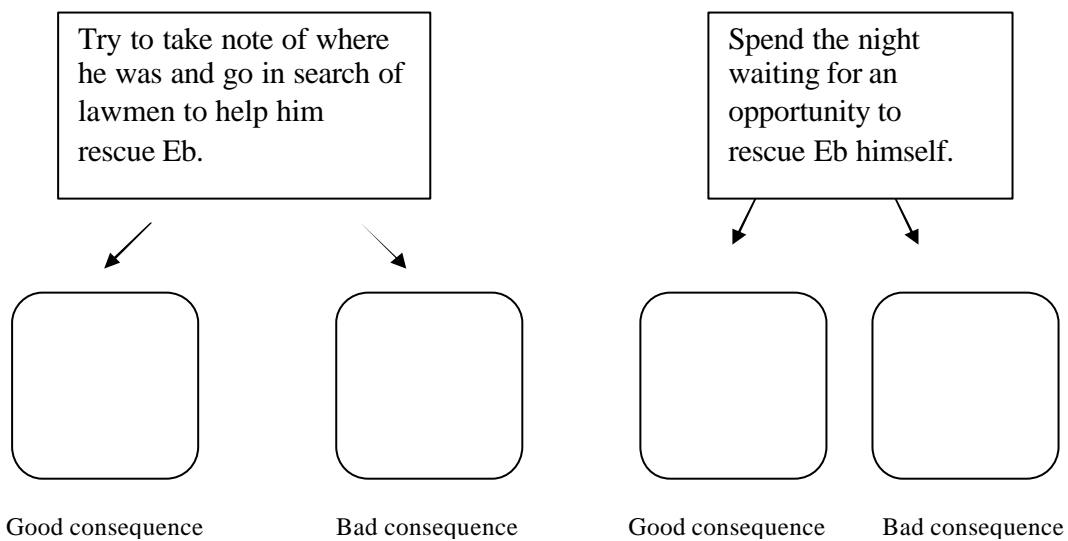 Try to take note of where
he was and go in search of
lawmen to help him
rescue Eb.
Spend the night
waiting for an
opportunity to
rescue Eb himself.
Good consequence
Bad consequence
Good consequence
Bad consequence